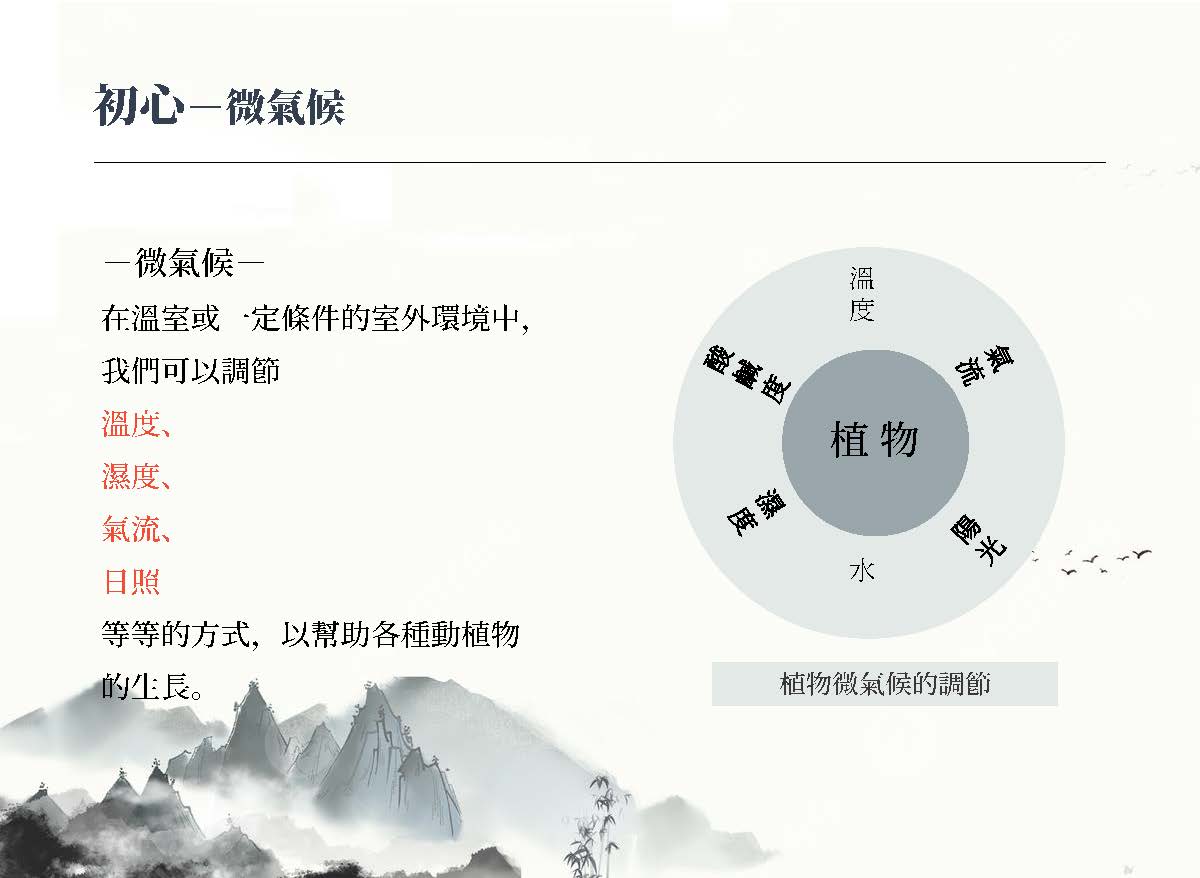 初心－微氣候
－微氣候－
在溫室或一定條件的室外環境中，
我們可以調節
溫度、
濕度、
氣流、
日照
等等的方式，以幫助各種動植物
的生長。
溫度
氣流
陽光
水
濕度
酸鹹度
植物
植物微氣候的調節